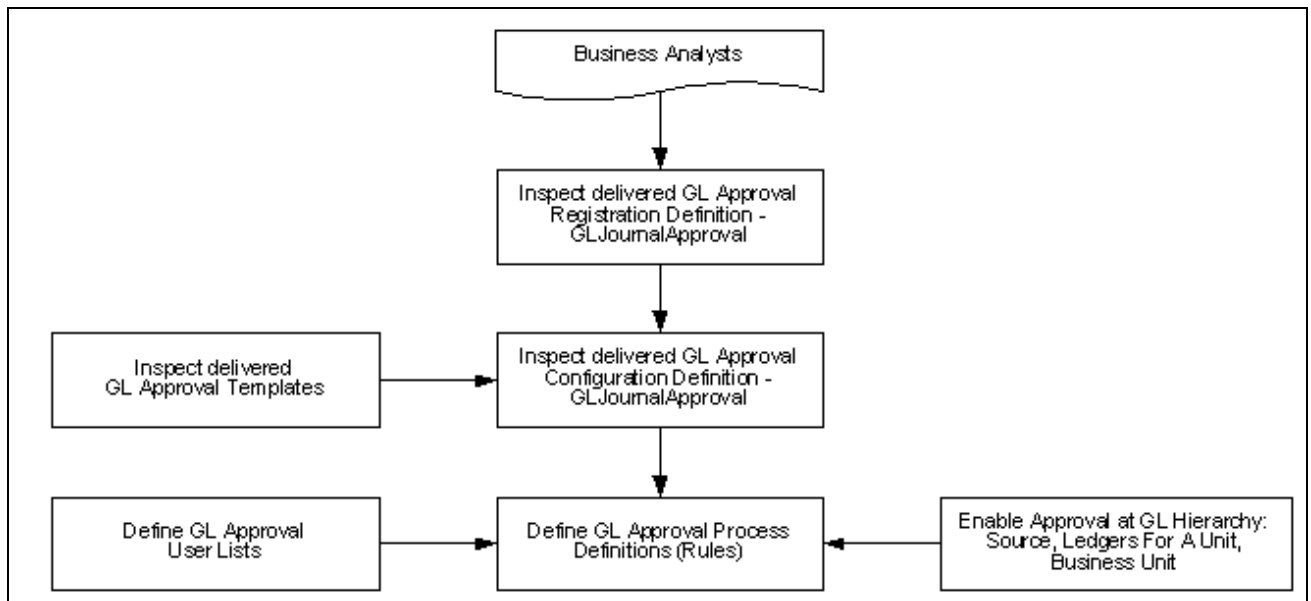 Business Analysts
Inspect delivered GL Approval
Registration Definition -
GLJournalApproval
Inspect delivered
GL Approval Templates
Inspect delivered GL Approval
Configuration Definition -
GLJournalApproval
Define GL Approval
User Lists
Define GL Approval Process
Definitions (Rules)
Enable Approval at GL Hierarchy:
Source, Ledgers For A Unit,
Business Unit